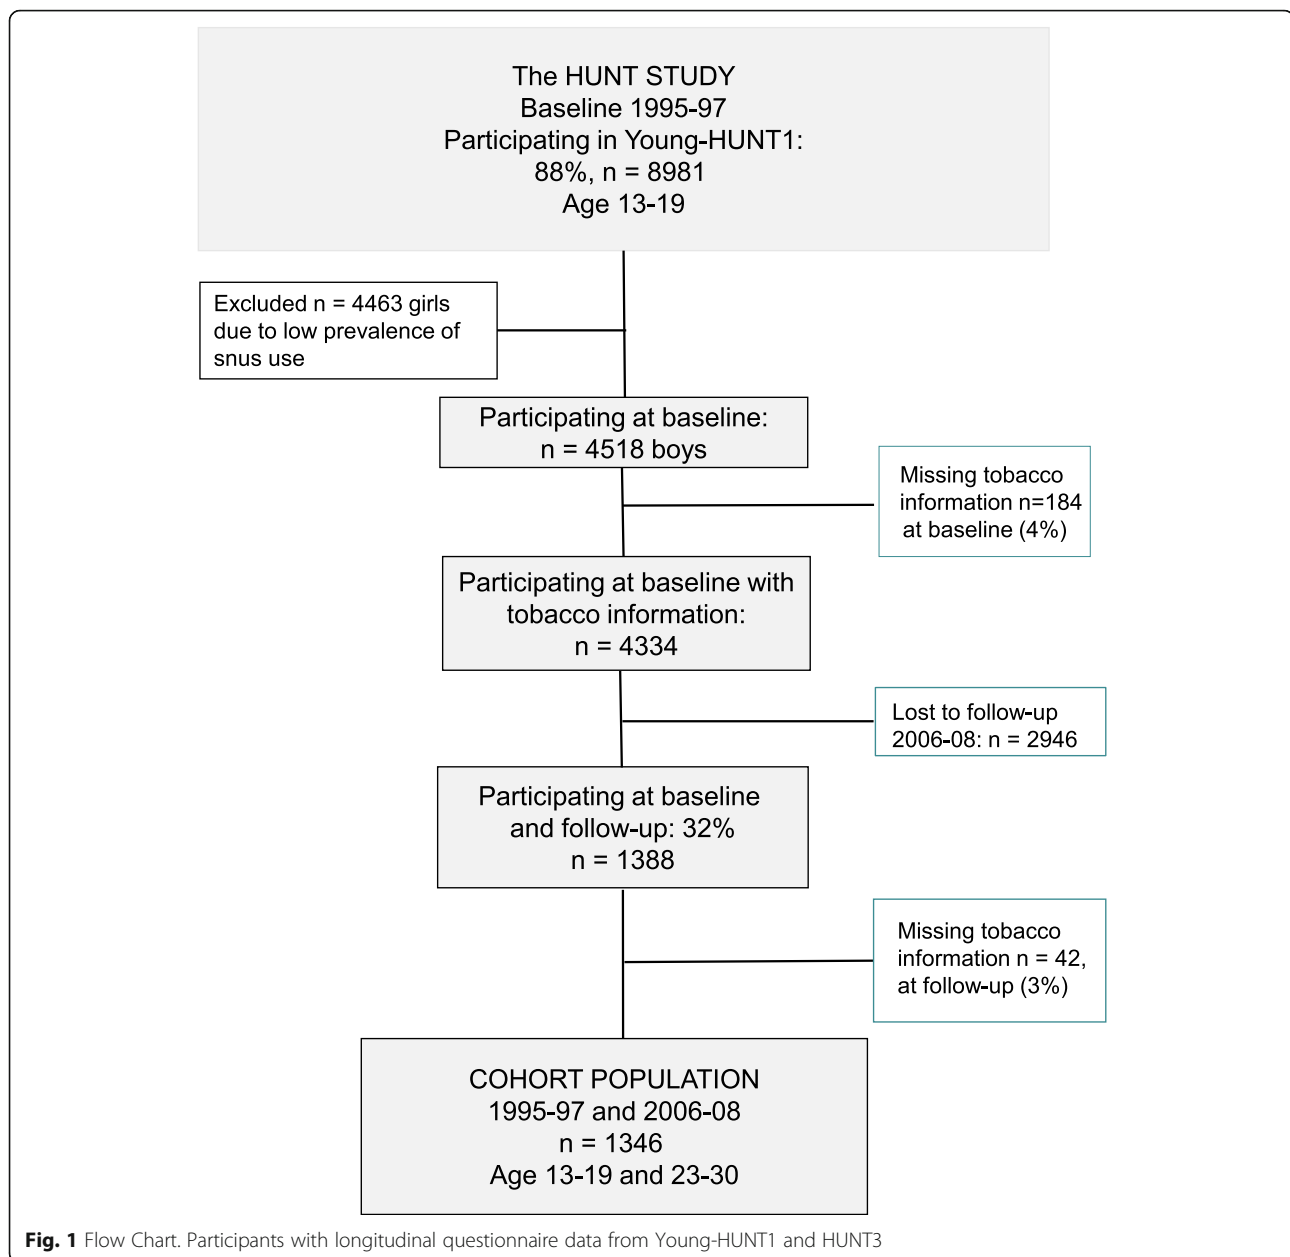 The HUNT STUDY
Baseline 1995-97
Participating in Young-HUNT1:
88%, n = 8981
Age 13-19
Excluded n = 4463 girls
due to low prevalence of
snus use
Participating at baseline:
n = 4518 boys
Missing tobacco
information n=184
at baseline (4%)
Participating at baseline with
tobacco information:
n = 4334
Lost to follow-up
2006-08: n = 2946
Participating at baseline
and follow-up: 32%
n = 1388
Missing tobacco
information n = 42,
at follow-up (3%)
COHORT POPULATION
1995-97 and 2006-08
n = 1346
Age 13-19 and 23-30
Fig. 1 Flow Chart. Participants with longitudinal questionnaire data from Young-HUNT1 and HUNT3